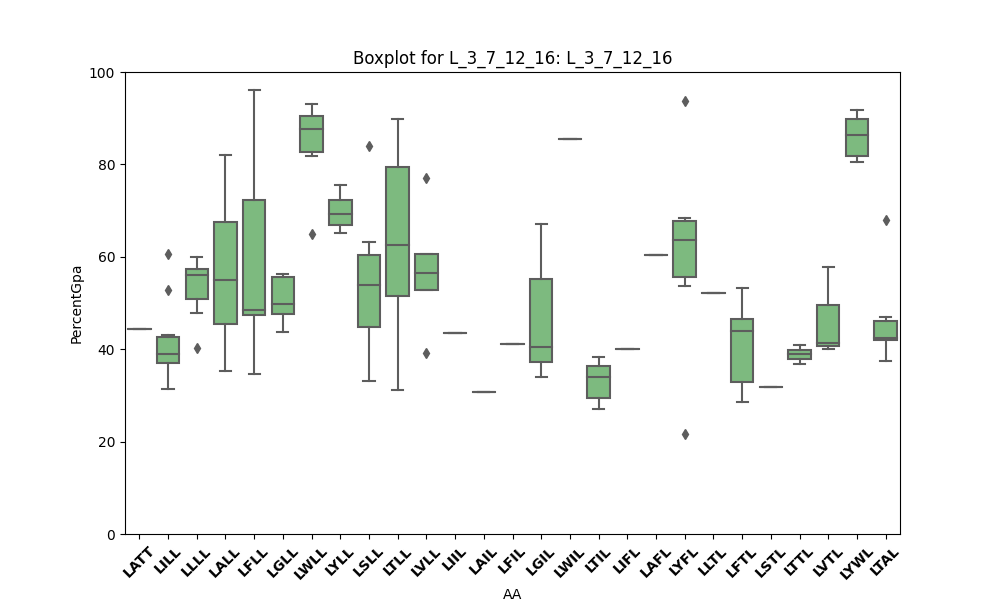 Boxplot for L_3_7_12_16: L_3_7_12_16
100
80
60
40
20
0
PercentGpa
LATT LILL LLLL LALL LFLL LGLL LWLL LYLL LSLL LTLL LVLL LIIL LAIL LFIL LGIL LWIL LTIL LIFL LAFL LYFL LLTL LFTL LSTL LTTL LVTL LYWL LTAL
AA